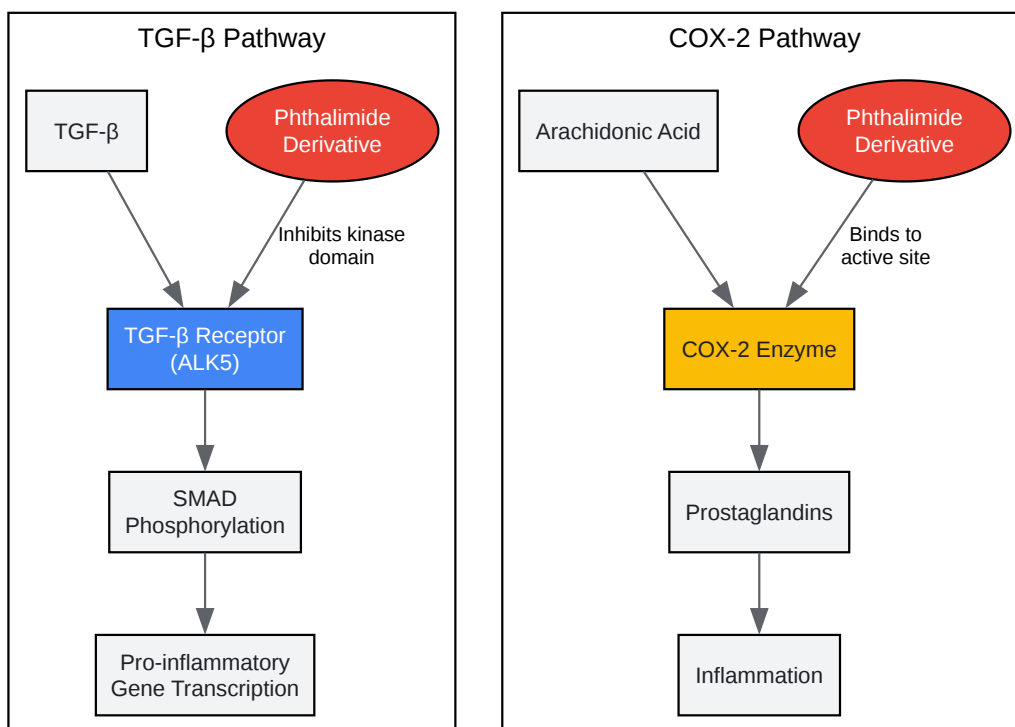 TGF-β Pathway
TGF-β
Phthalimide
Derivative
Inhibits kinase
domain
TGF-β Receptor
(ALK5)
SMAD
Phosphorylation
Pro-inflammatory
Gene Transcription
COX-2 Pathway
Arachidonic Acid
Phthalimide
Derivative
Binds to
active site
COX-2 Enzyme
Prostaglandins
Inflammation